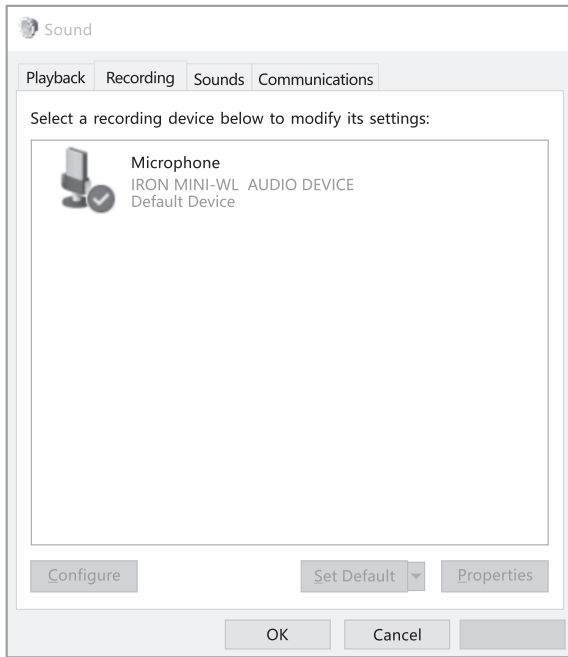 Sound
Playback Recording Sounds Communications
Select a recording device below to modify its settings:
Microphone
IRON MINI-WL AUDIO DEVICE
Default Device
Configure Set Default Properties
OK Cancel